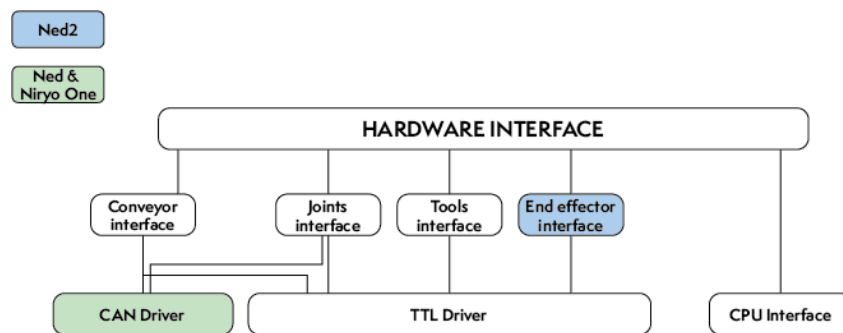 Ned2
Ned &
Niryo One
HARDWARE INTERFACE
Conveyor
interface
Joints
interface
Tools
interface
End effector
interface
CAN Driver
TTL Driver
CPU Interface